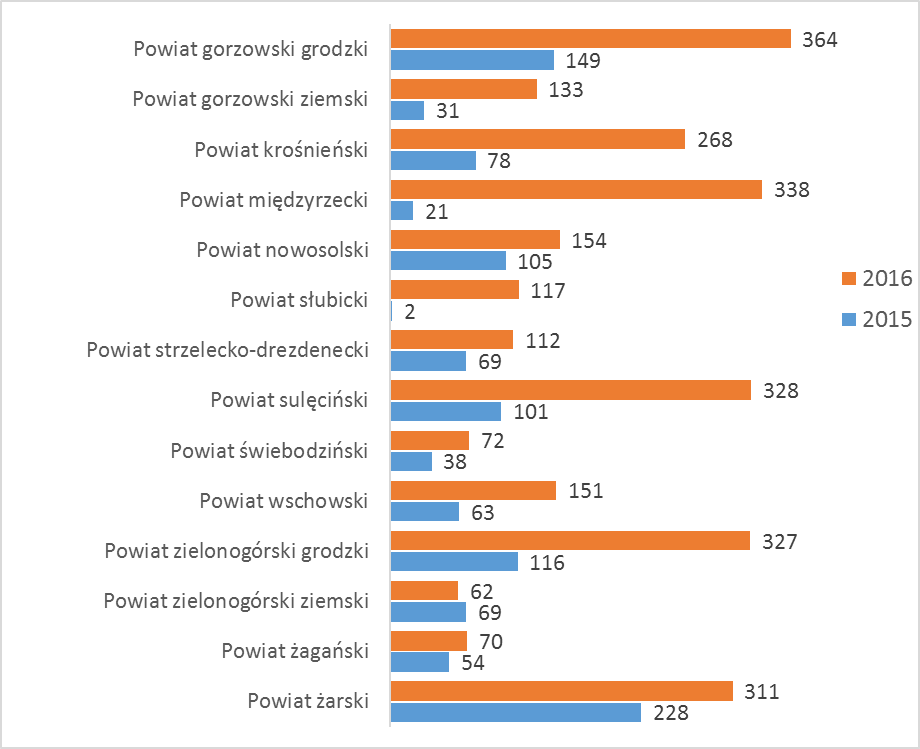 Powiat gorzowski grodzki
364
149
Powiat gorzowski ziemski
133
31
Powiat krośnieński
268
78
Powiat międzyrzecki
338
21
Powiat nowosolski
154
105
Powiat słubicki
117
2
Powiat strzelecko-drezdenecki
112
69
Powiat sulęciński
328
101
Powiat świebodziński
72
38
Powiat wschowski
151
63
Powiat zielonogórski grodzki
327
116
Powiat zielonogórski ziemski
62
69
Powiat żagański
70
54
Powiat żarski
311
228
2016
2015